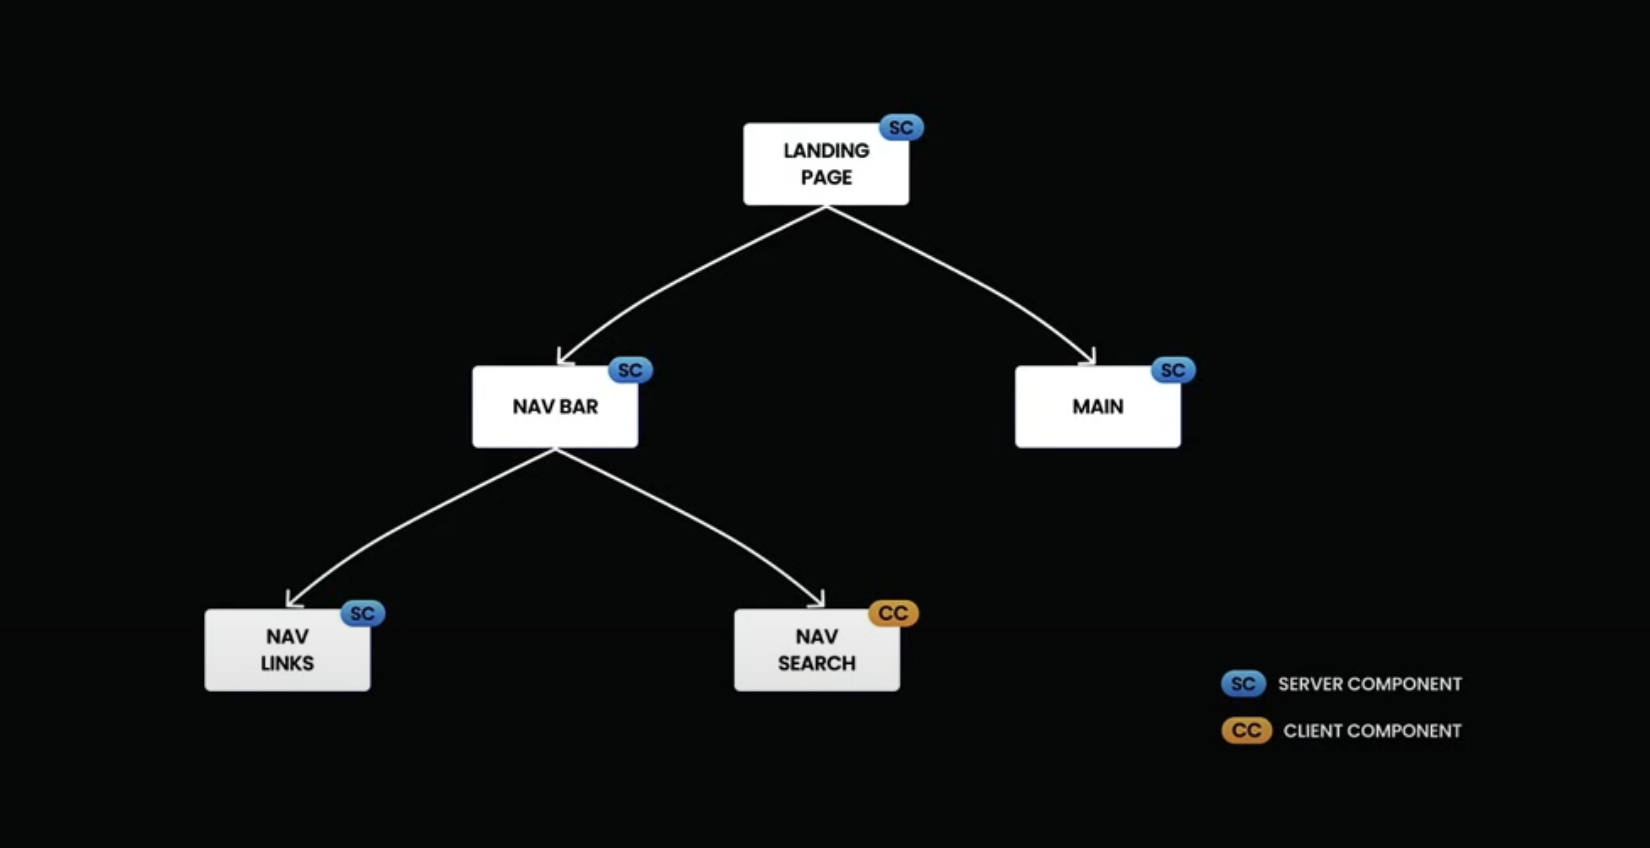 SC
LANDING
PAGE
SC
NAV BAR
SC
MAIN
SC
NAV
LINKS
CC
NAV
SEARCH
SC SERVER COMPONENT
CC CLIENT COMPONENT